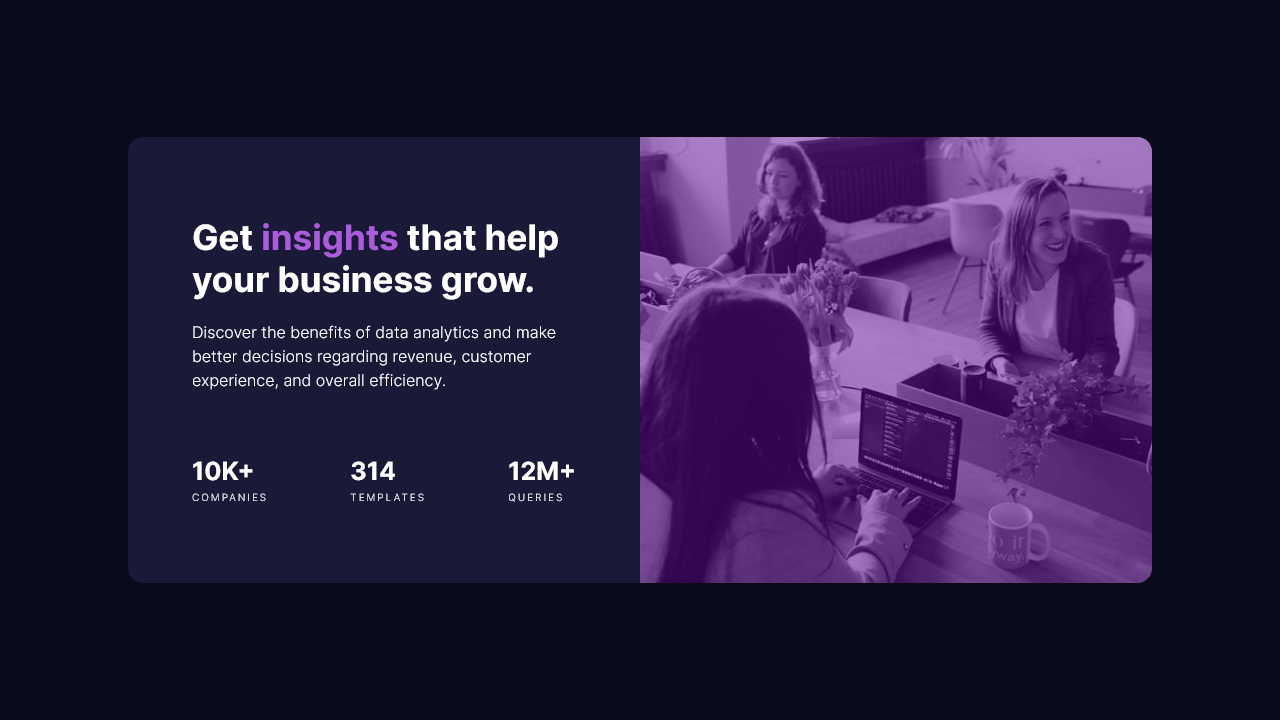 Get insights that help
your business grow.
Discover the benefits of data analytics and make
better decisions regarding revenue, customer
experience, and overall efficiency.
10K+ 314 12M+
COMPANIES TEMPLATES QUERIES